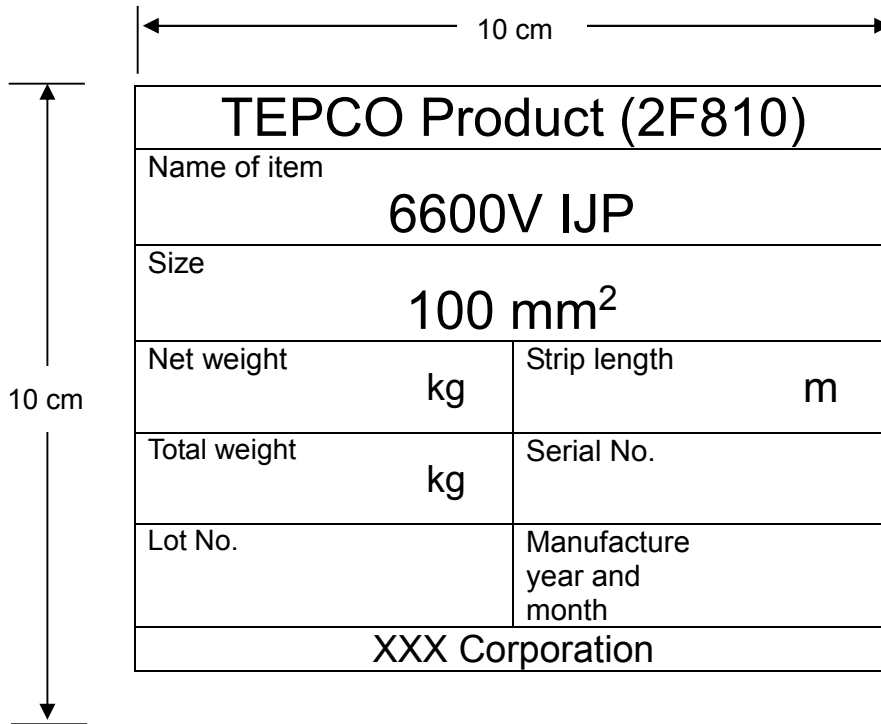 10 cm
TEPCO Product (2F810)
Name of item
6600V IJP
Size
100 mm²
Net weight
kg
Strip length
m
10 cm
Total weight
kg
Serial No.
Lot No.
Manufacture
year and
month
XXX Corporation